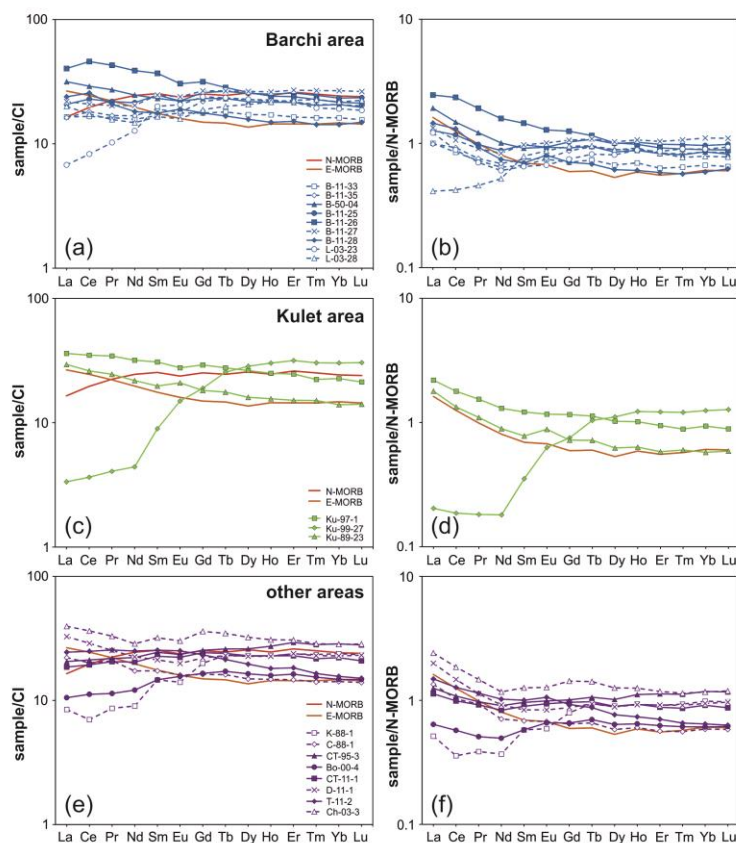 100
Barchi area
sample/CI
10
N-MORB
E-MORB
B-11-33
B-11-35
B-50-04
B-11-25
B-11-26
B-11-27
B-11-28
L-03-23
L-03-28
(a)
1
La Ce Pr Nd Sm Eu Gd Tb Dy Ho Er Tm Yb Lu
10
sample/N-MORB
1
(b)
0.1
La Ce Pr Nd Sm Eu Gd Tb Dy Ho Er Tm Yb Lu
100
Kulet area
sample/CI
10
N-MORB
E-MORB
Ku-97-1
Ku-99-27
Ku-89-23
(c)
1
La Ce Pr Nd Sm Eu Gd Tb Dy Ho Er Tm Yb Lu
10
sample/N-MORB
1
(d)
0.1
La Ce Pr Nd Sm Eu Gd Tb Dy Ho Er Tm Yb Lu
100
other areas
sample/CI
10
N-MORB
E-MORB
K-88-1
C-88-1
CT-95-3
Bo-00-4
CT-11-1
D-11-1
T-11-2
Ch-03-3
(e)
1
La Ce Pr Nd Sm Eu Gd Tb Dy Ho Er Tm Yb Lu
10
sample/N-MORB
1
(f)
0.1
La Ce Pr Nd Sm Eu Gd Tb Dy Ho Er Tm Yb Lu